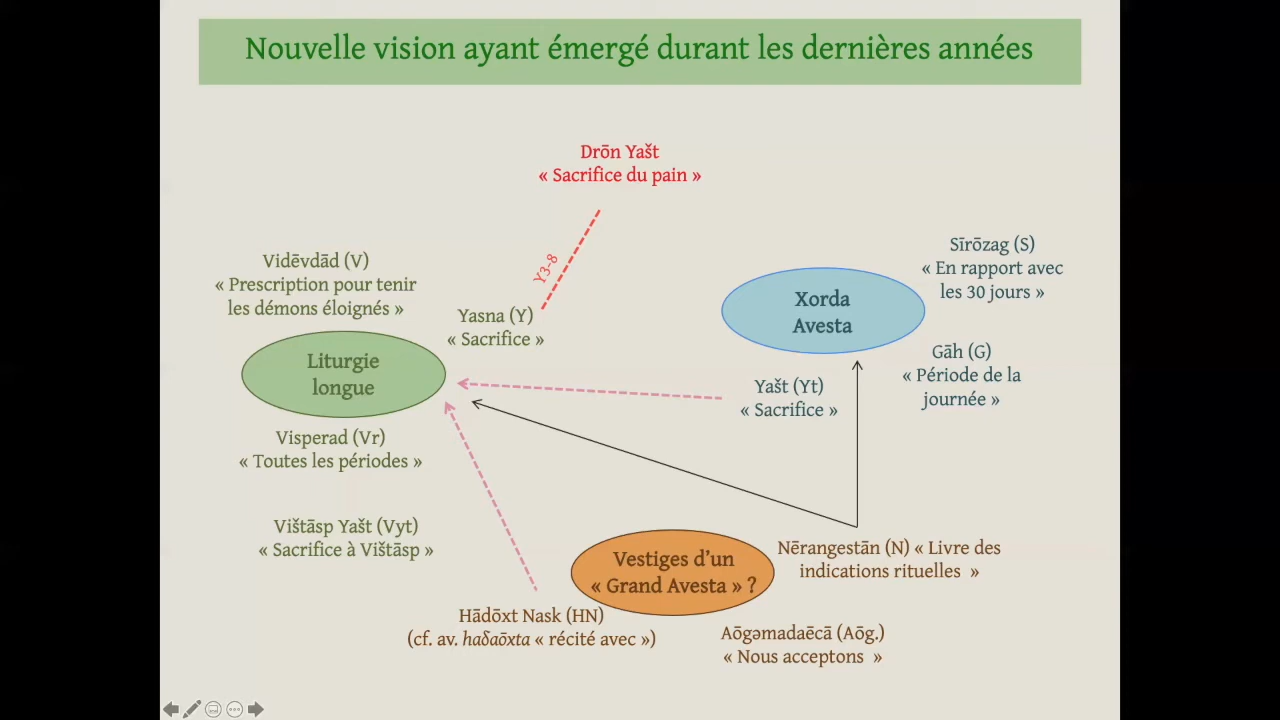 Nouvelle vision ayant émergé durant les dernières années
Drōn Yašt
« Sacrifice du pain »
Y3-8
Vidēvdād (V)
« Prescription pour tenir
les démons éloignés »
Yasna (Y)
« Sacrifice »
Liturgie
longue
Visperad (Vr)
« Toutes les périodes »
Vištāsp Yašt (Vyt)
« Sacrifice à Vištāsp »
Sīrōzag (S)
« En rapport avec
les 30 jours »
Xorda
Avesta
Gāh (G)
« Période de la
journée »
Yašt (Yt)
« Sacrifice »
Vestiges d’un
« Grand Avesta » ?
Nērangestān (N) « Livre des
indications rituelles »
Hādōxt Nask (HN)
(cf. av. haδaōxta « récité avec »)
Aōgəmadaēcā (Aōg.)
« Nous acceptons »